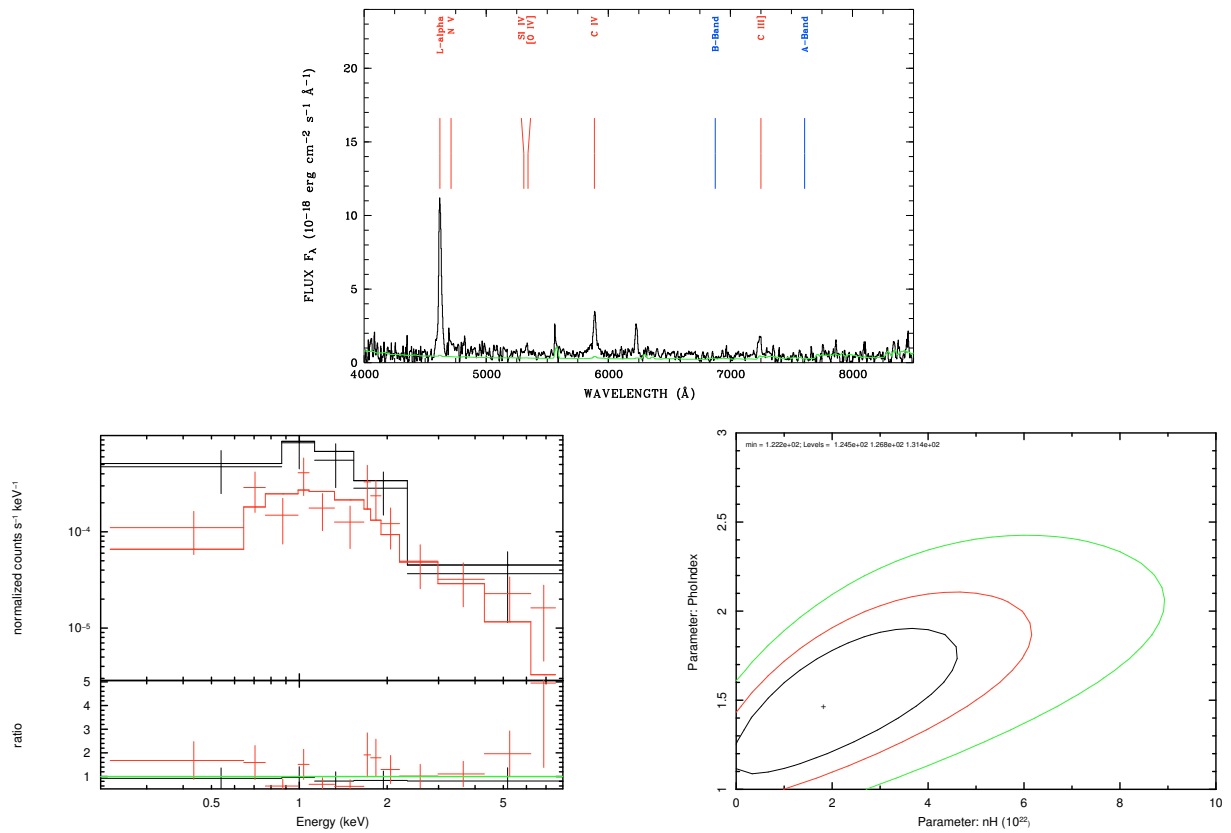 L-alpha
N V
SI IV
[O IV]
C IV
B-Band
C III]
A-Band
20
15
10
5
0
FLUX Fλ (10⁻¹⁸ erg cm⁻² s⁻¹ Å⁻¹)
4000 5000 6000 7000 8000
WAVELENGTH (Å)
normalized counts s⁻¹ keV⁻¹
10⁻⁴
10⁻⁵
ratio
5
4
3
2
1
0.5 1 2 5
Energy (keV)
min = 1.222e+02; Levels = 1.245e+02 1.268e+02 1.314e+02
Parameter: PhoIndex
3
2.5
2
1.5
1
0 2 4 6 8 10
Parameter: nH (10²²)